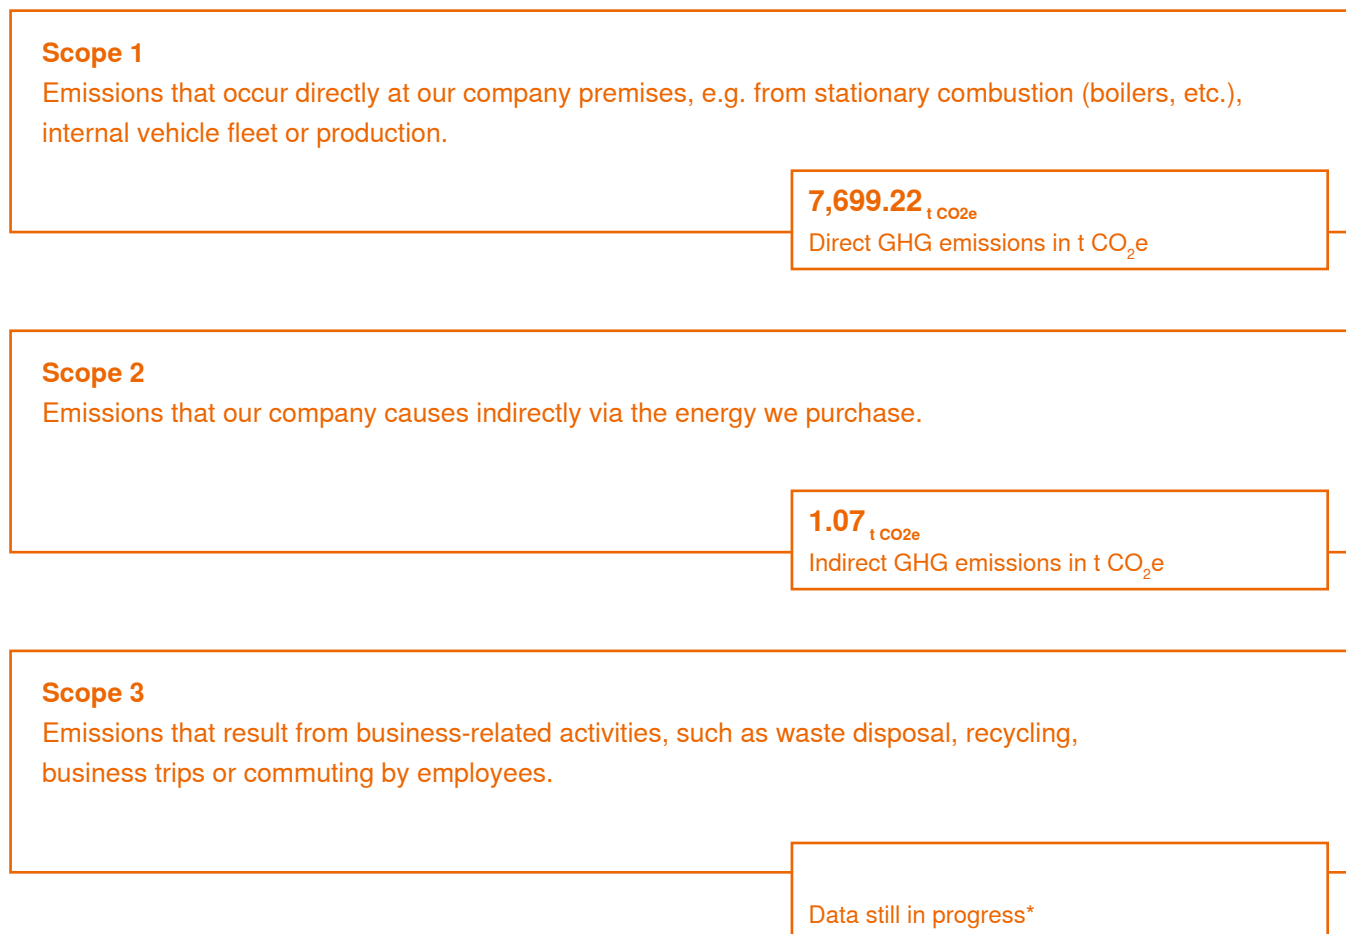 Scope 1
Emissions that occur directly at our company premises, e.g. from stationary combustion (boilers, etc.),
internal vehicle fleet or production.
7,699.22 t CO2e
Direct GHG emissions in t CO₂e
Scope 2
Emissions that our company causes indirectly via the energy we purchase.
1.07 t CO2e
Indirect GHG emissions in t CO₂e
Scope 3
Emissions that result from business-related activities, such as waste disposal, recycling,
business trips or commuting by employees.
Data still in progress*